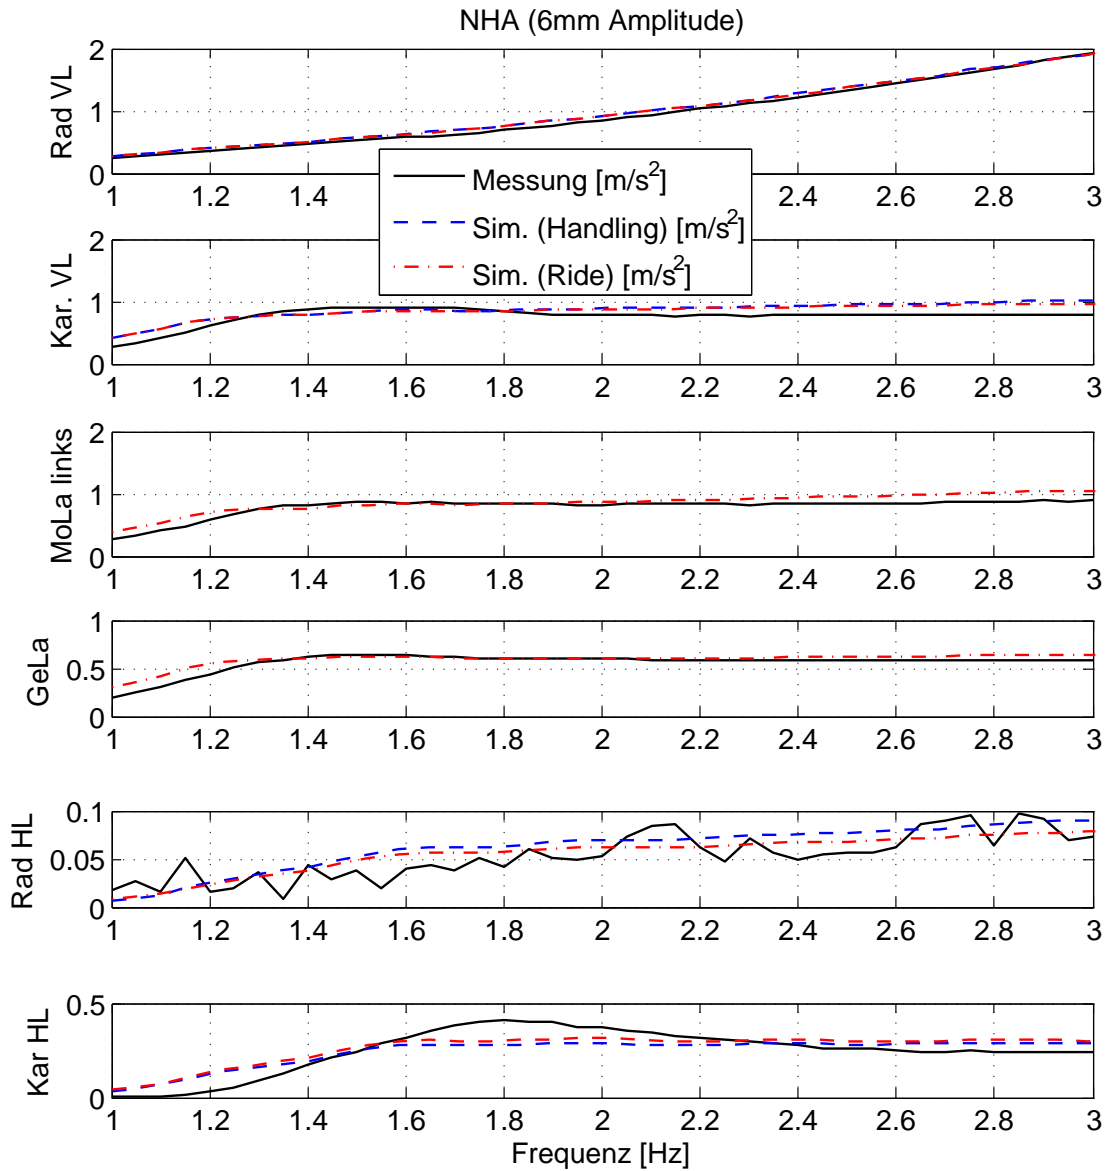 NHA (6mm Amplitude)
2
1
0
Rad VL
1 1.2 1.4 1.6 1.8 2 2.2 2.4 2.6 2.8 3
Messung [m/s²]
Sim. (Handling) [m/s²]
Sim. (Ride) [m/s²]
2
1
0
Kar. VL
1 1.2 1.4 1.6 1.8 2 2.2 2.4 2.6 2.8 3
2
1
0
MoLa links
1 1.2 1.4 1.6 1.8 2 2.2 2.4 2.6 2.8 3
1
0.5
0
GeLa
1 1.2 1.4 1.6 1.8 2 2.2 2.4 2.6 2.8 3
0.1
0.05
0
Rad HL
1 1.2 1.4 1.6 1.8 2 2.2 2.4 2.6 2.8 3
0.5
0
Kar HL
1 1.2 1.4 1.6 1.8 2 2.2 2.4 2.6 2.8 3
Frequenz [Hz]